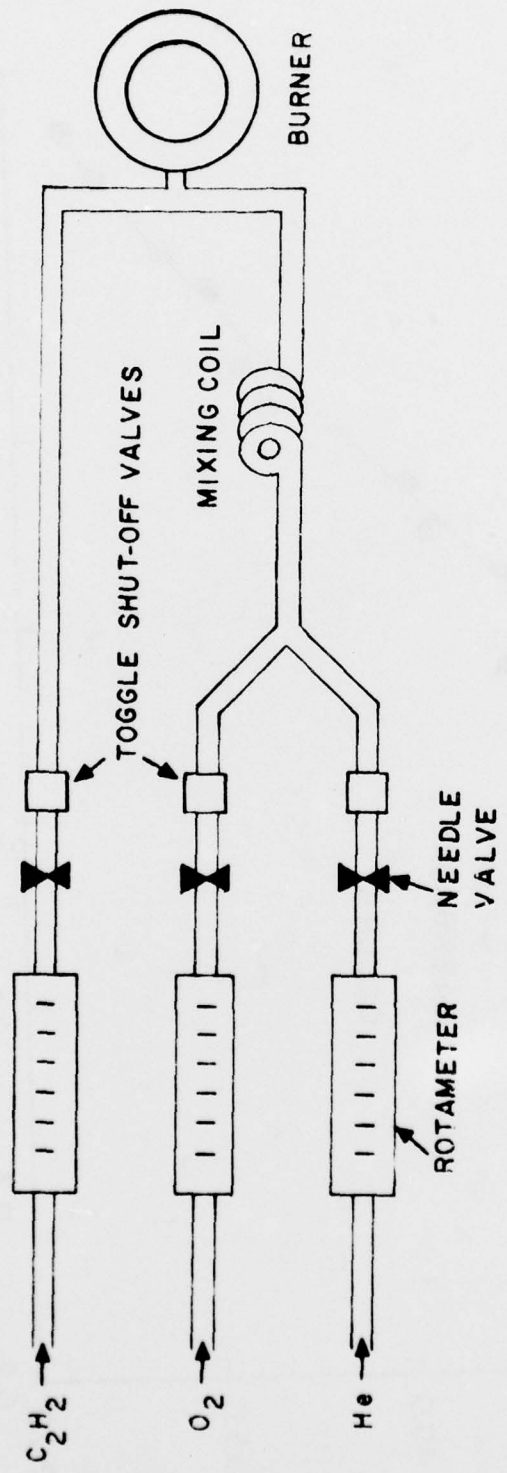 C2H2
O2
He
TOGGLE SHUT-OFF VALVES
MIXING COIL
BURNER
ROTAMETER
NEEDLE
VALVE